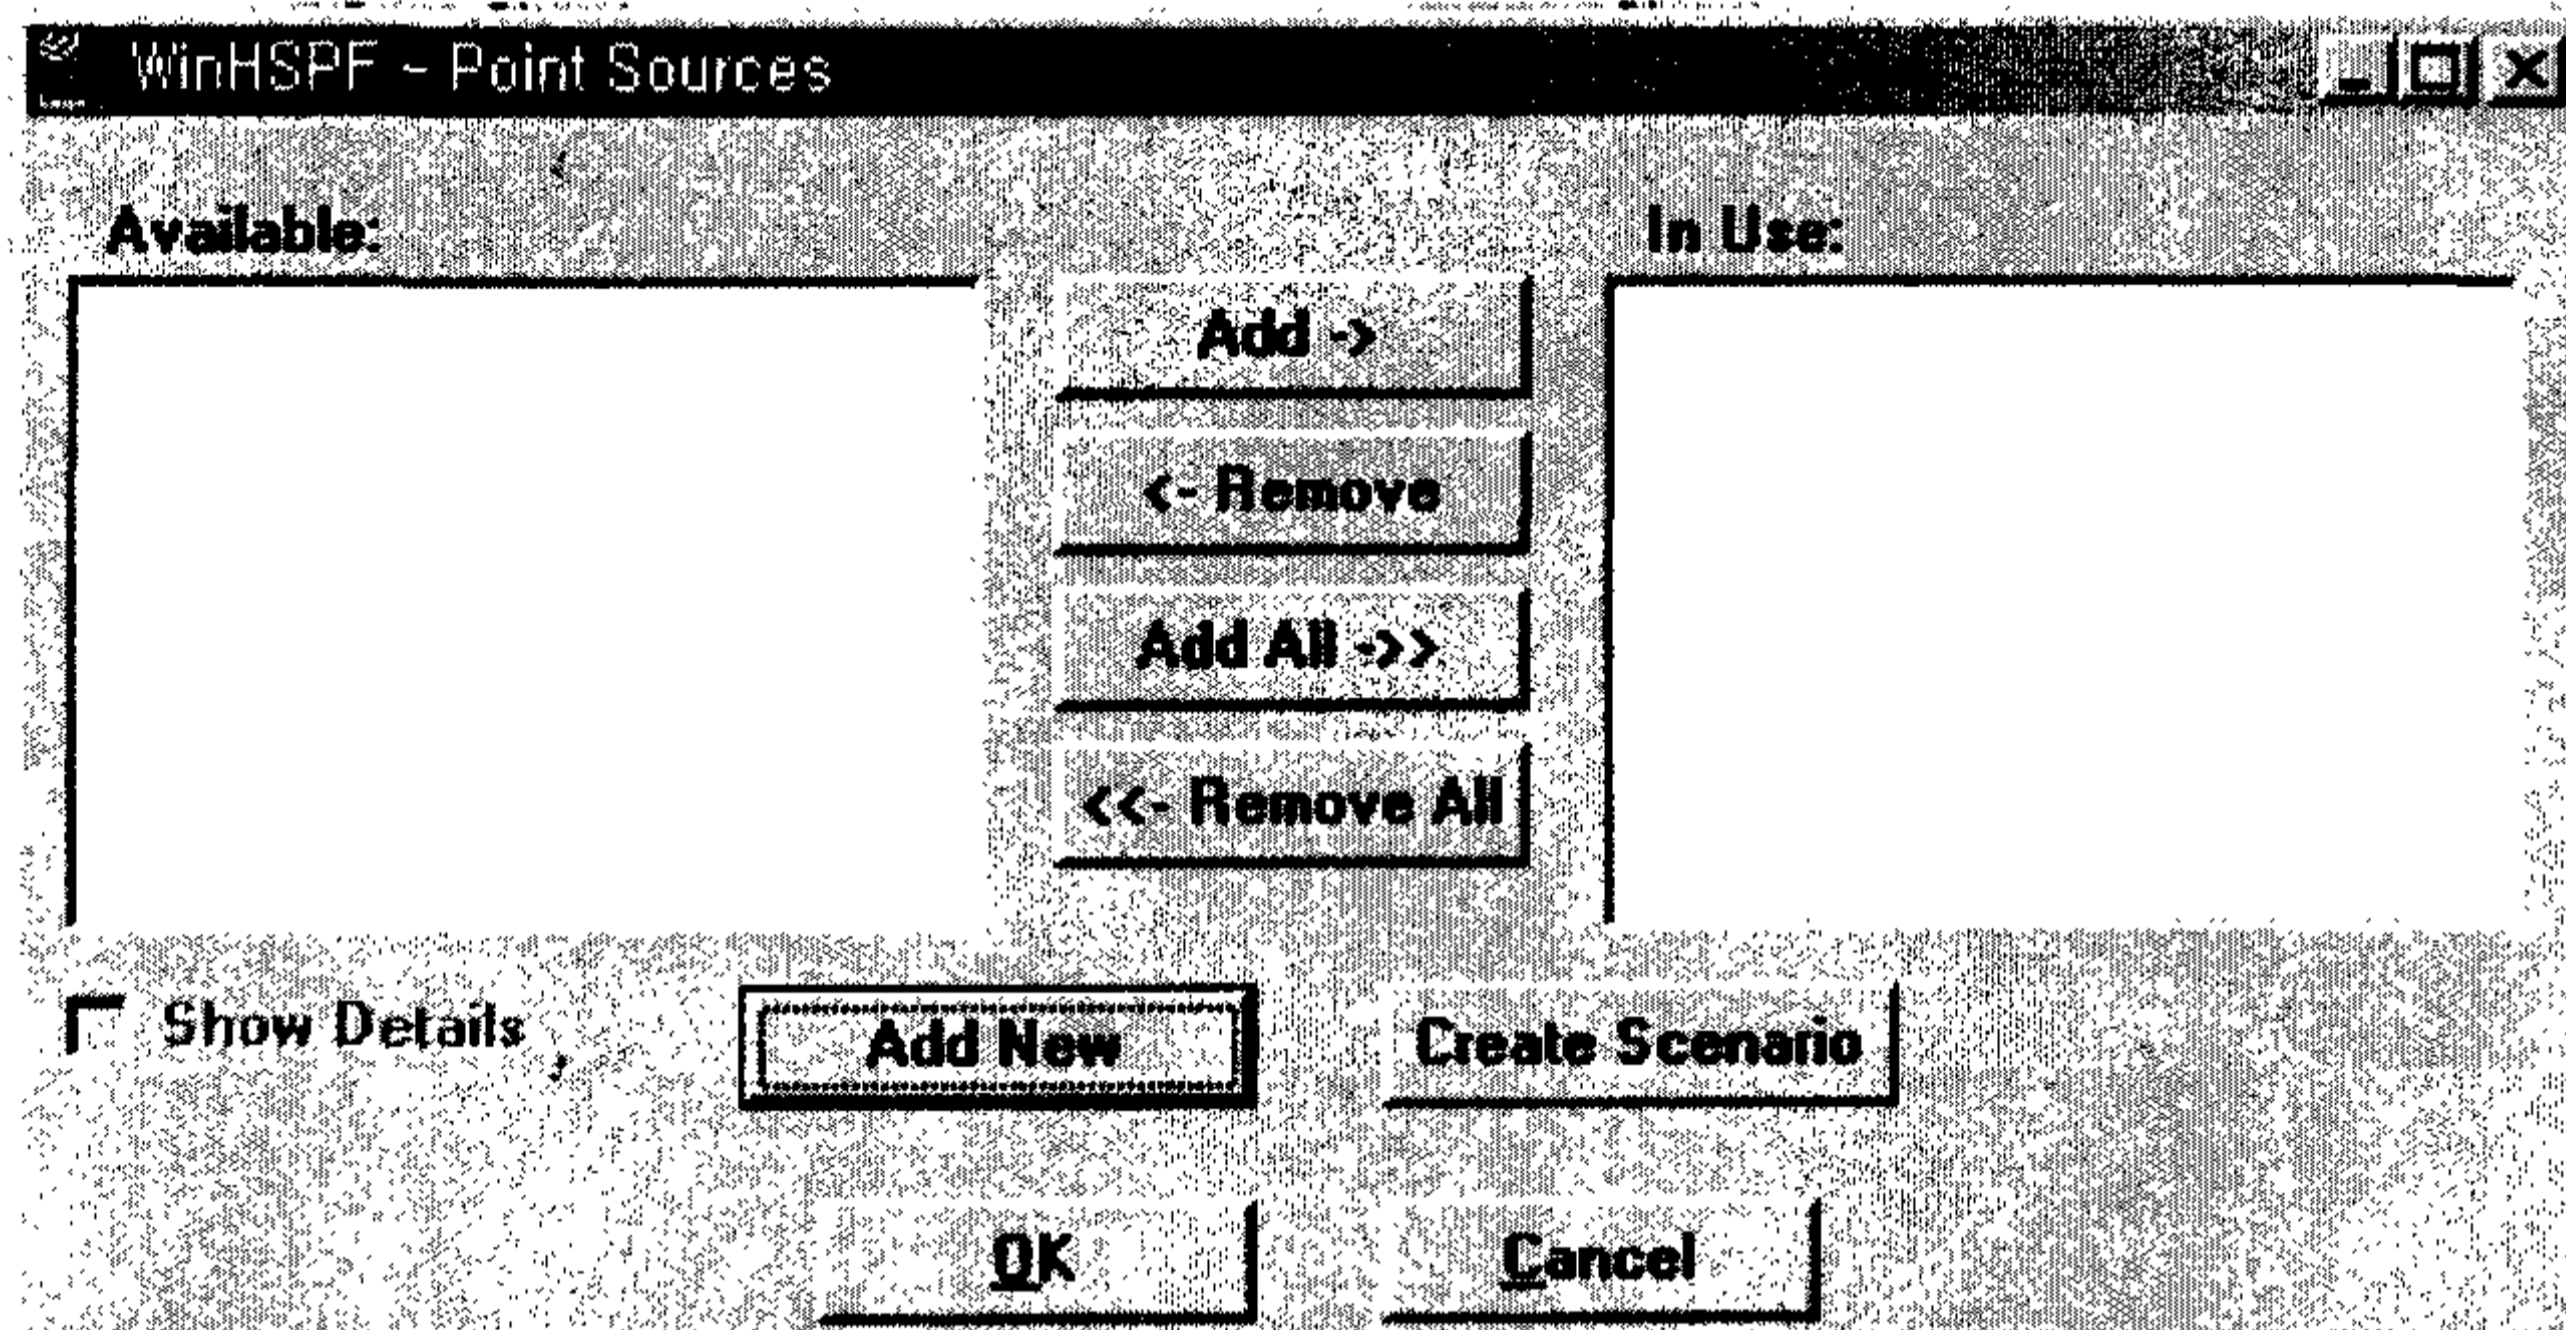 WinHSPF - Point Sources
Available:
In Use:
Add ->
<- Remove
Add All ->>
<<- Remove All
Show Details
Add New
Create Scenario
OK
Cancel